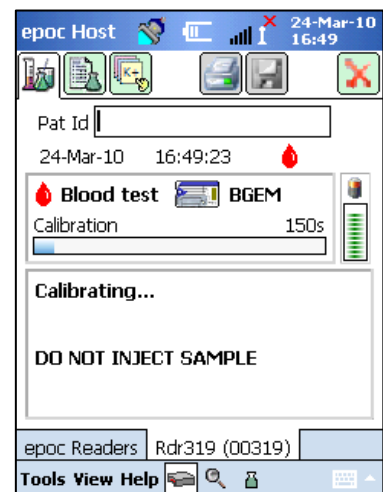 epoc Host 24-Mar-10
16:49
K+
Pat Id
24-Mar-10 16:49:23
Blood test BGEM
Calibration 150s
Calibrating...
DO NOT INJECT SAMPLE
epoc Readers Rdr319 (00319)
Tools View Help